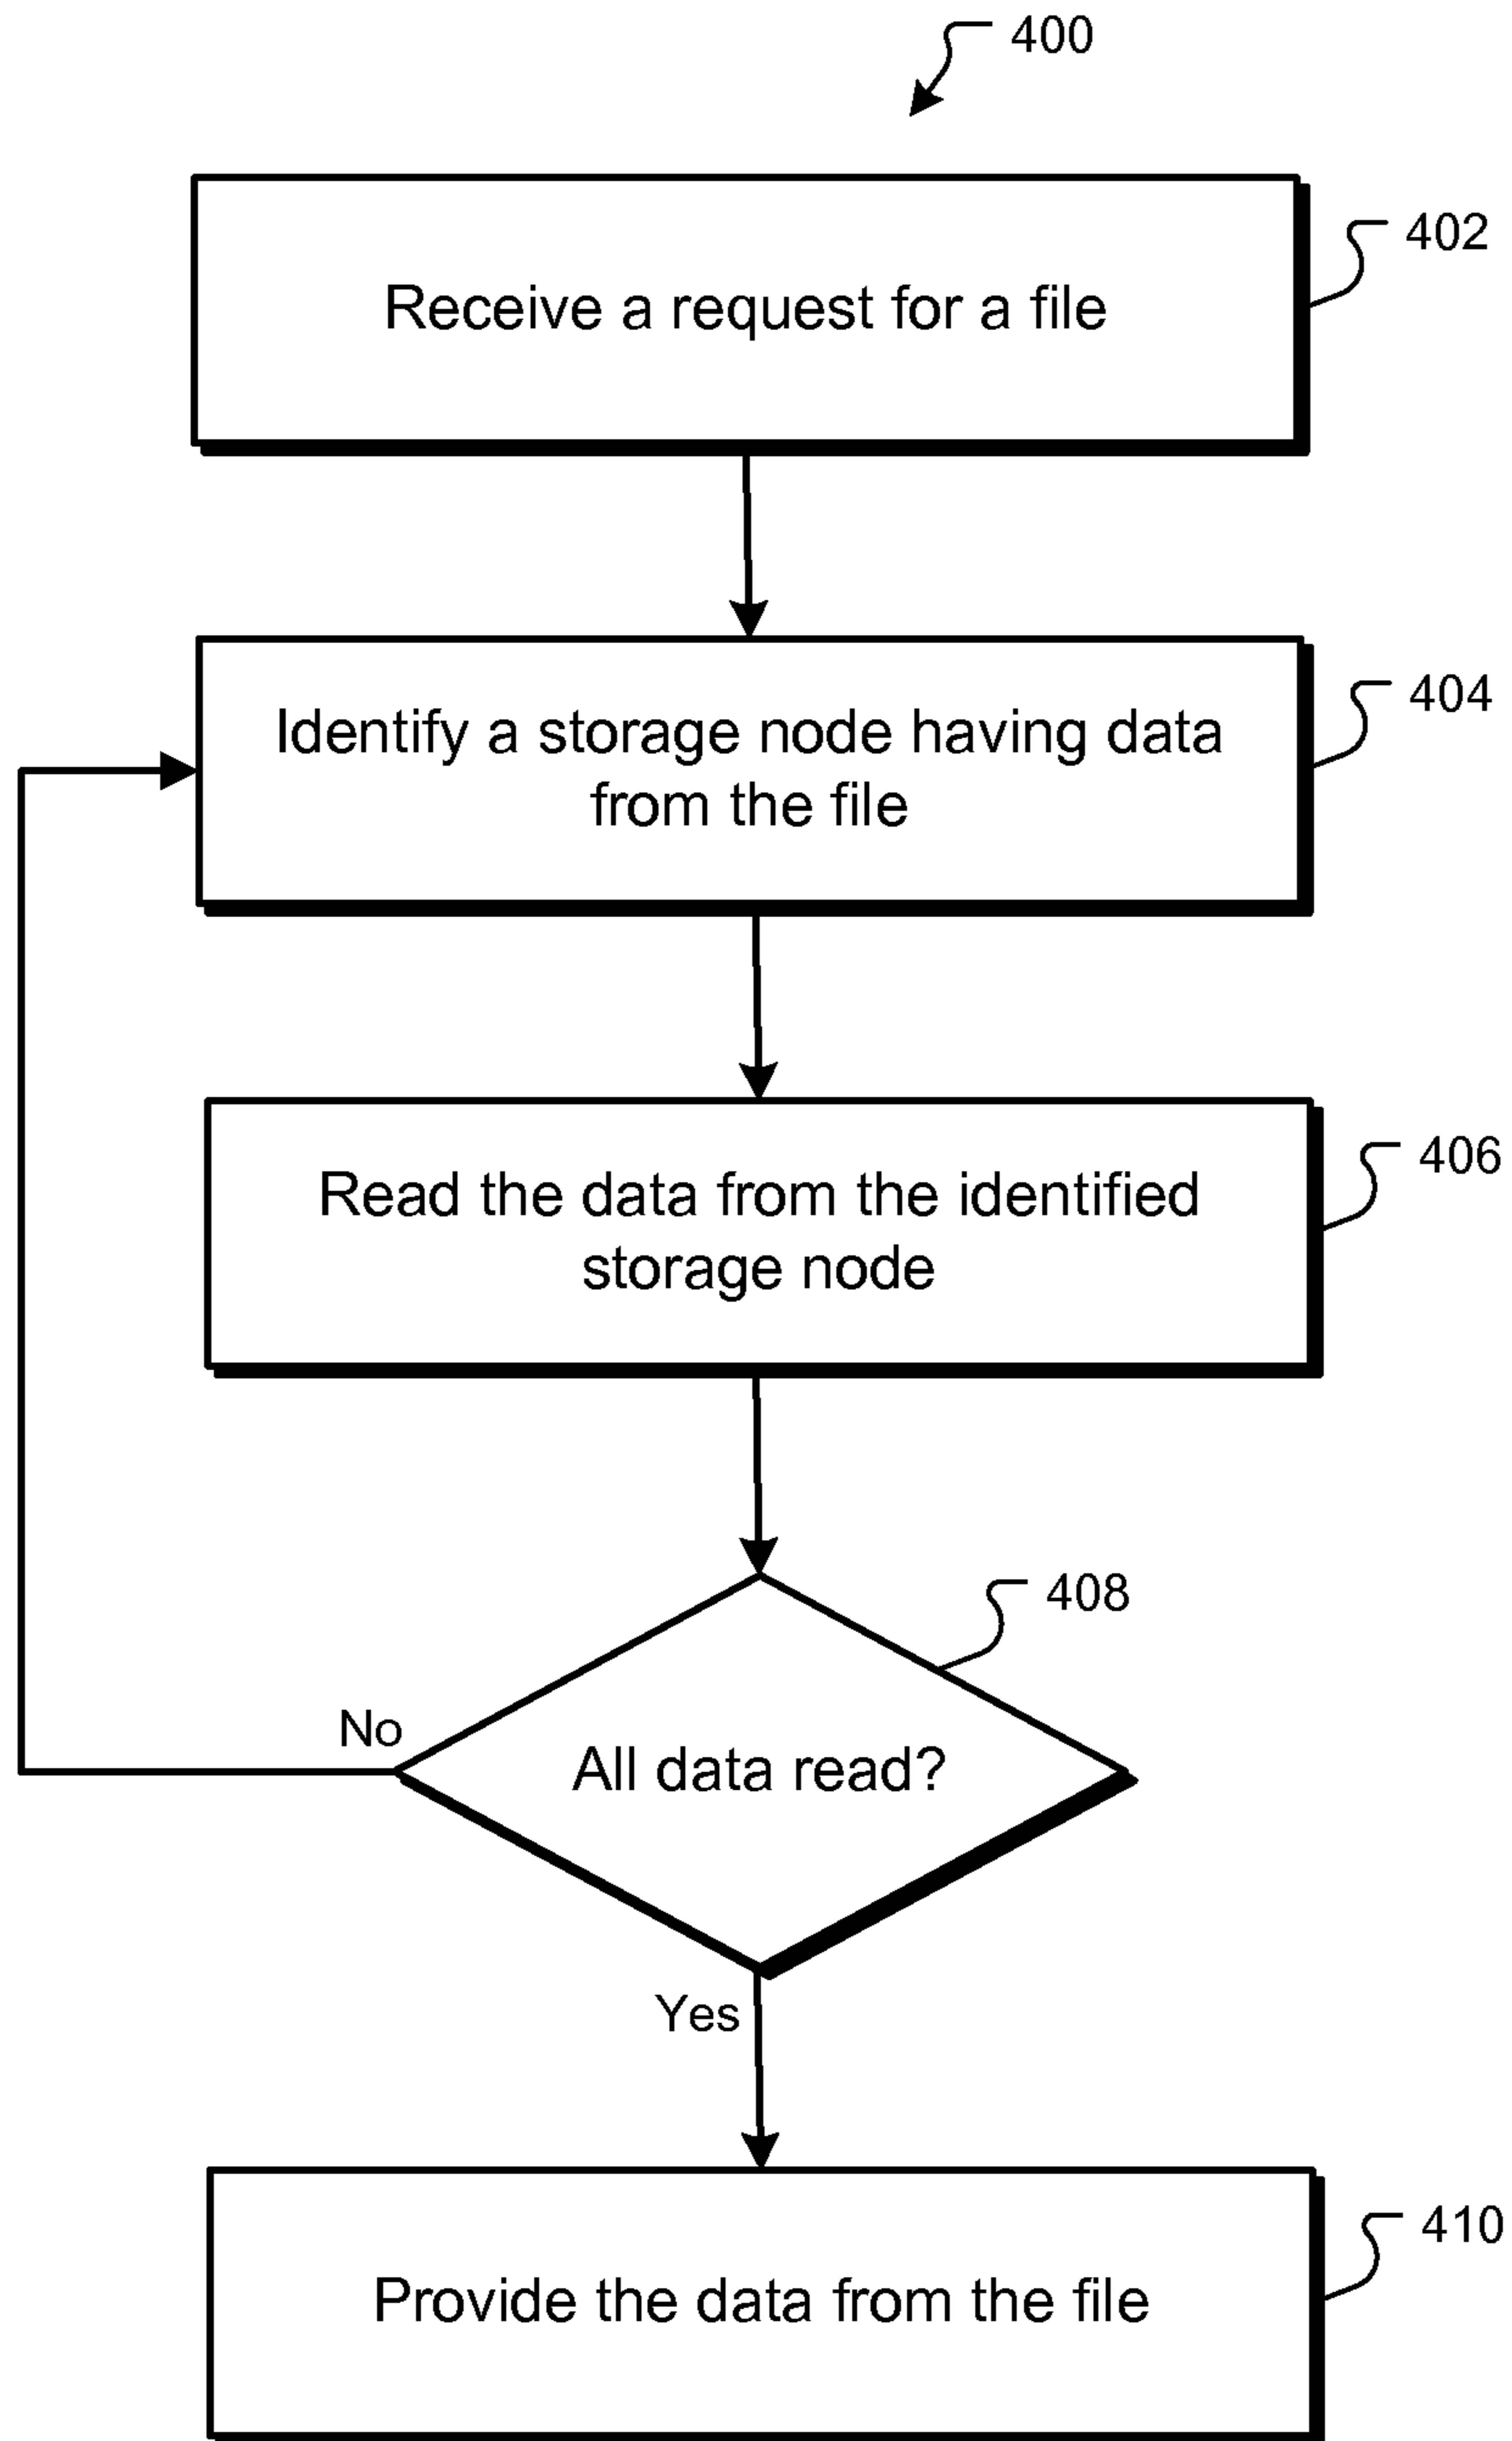 400
Receive a request for a file
402
Identify a storage node having data
from the file
404
Read the data from the identified
storage node
406
408
All data read?
No
Yes
Provide the data from the file
410